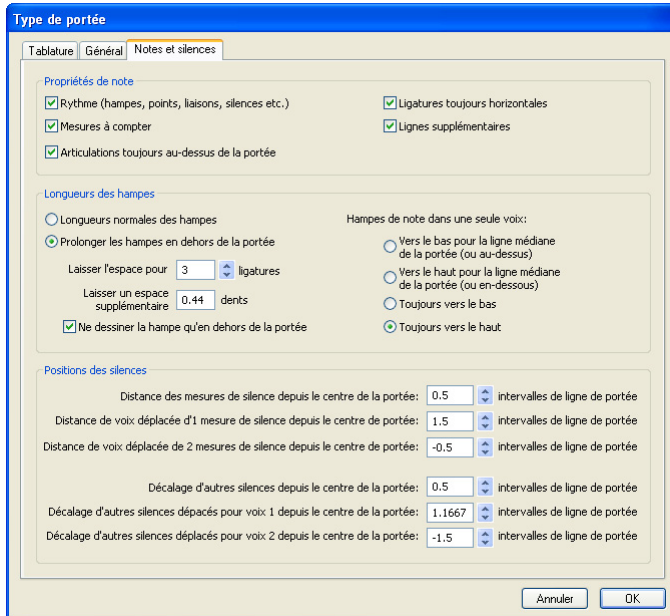 Type de portée
Tablature Général Notes et silences
Propriétés de note
Rythme (hampes, points, liaisons, silences etc.) Ligatures toujours horizontales
Mesures à compter Lignes supplémentaires
Articulations toujours au-dessus de la portée
Longueurs des hampes
Longueurs normales des hampes
Prolonger les hampes en dehors de la portée
Laisser l'espace pour 3 ligatures
Laisser un espace
supplémentaire 0.44 dents
Ne dessiner la hampe qu'en dehors de la portée
Hampes de note dans une seule voix:
Vers le bas pour la ligne médiane
de la portée (ou au-dessus)
Vers le haut pour la ligne médiane
de la portée (ou en-dessous)
Toujours vers le bas
Toujours vers le haut
Positions des silences
Distance des mesures de silence depuis le centre de la portée: 0.5 intervalles de ligne de portée
Distance de voix déplacée d'1 mesure de silence depuis le centre de portée: 1.5 intervalles de ligne de portée
Distance de voix déplacée de 2 mesures de silence depuis le centre de portée: -0.5 intervalles de ligne de portée
Décalage d'autres silences depuis le centre de la portée: 0.5 intervalles de ligne de portée
Décalage d'autres silences dépacés pour voix 1 depuis le centre de la portée: 1.1667 intervalles de ligne de portée
Décalage d'autres silences déplacés pour voix 2 depuis le centre de la portée: -1.5 intervalles de ligne de portée
Annuler OK